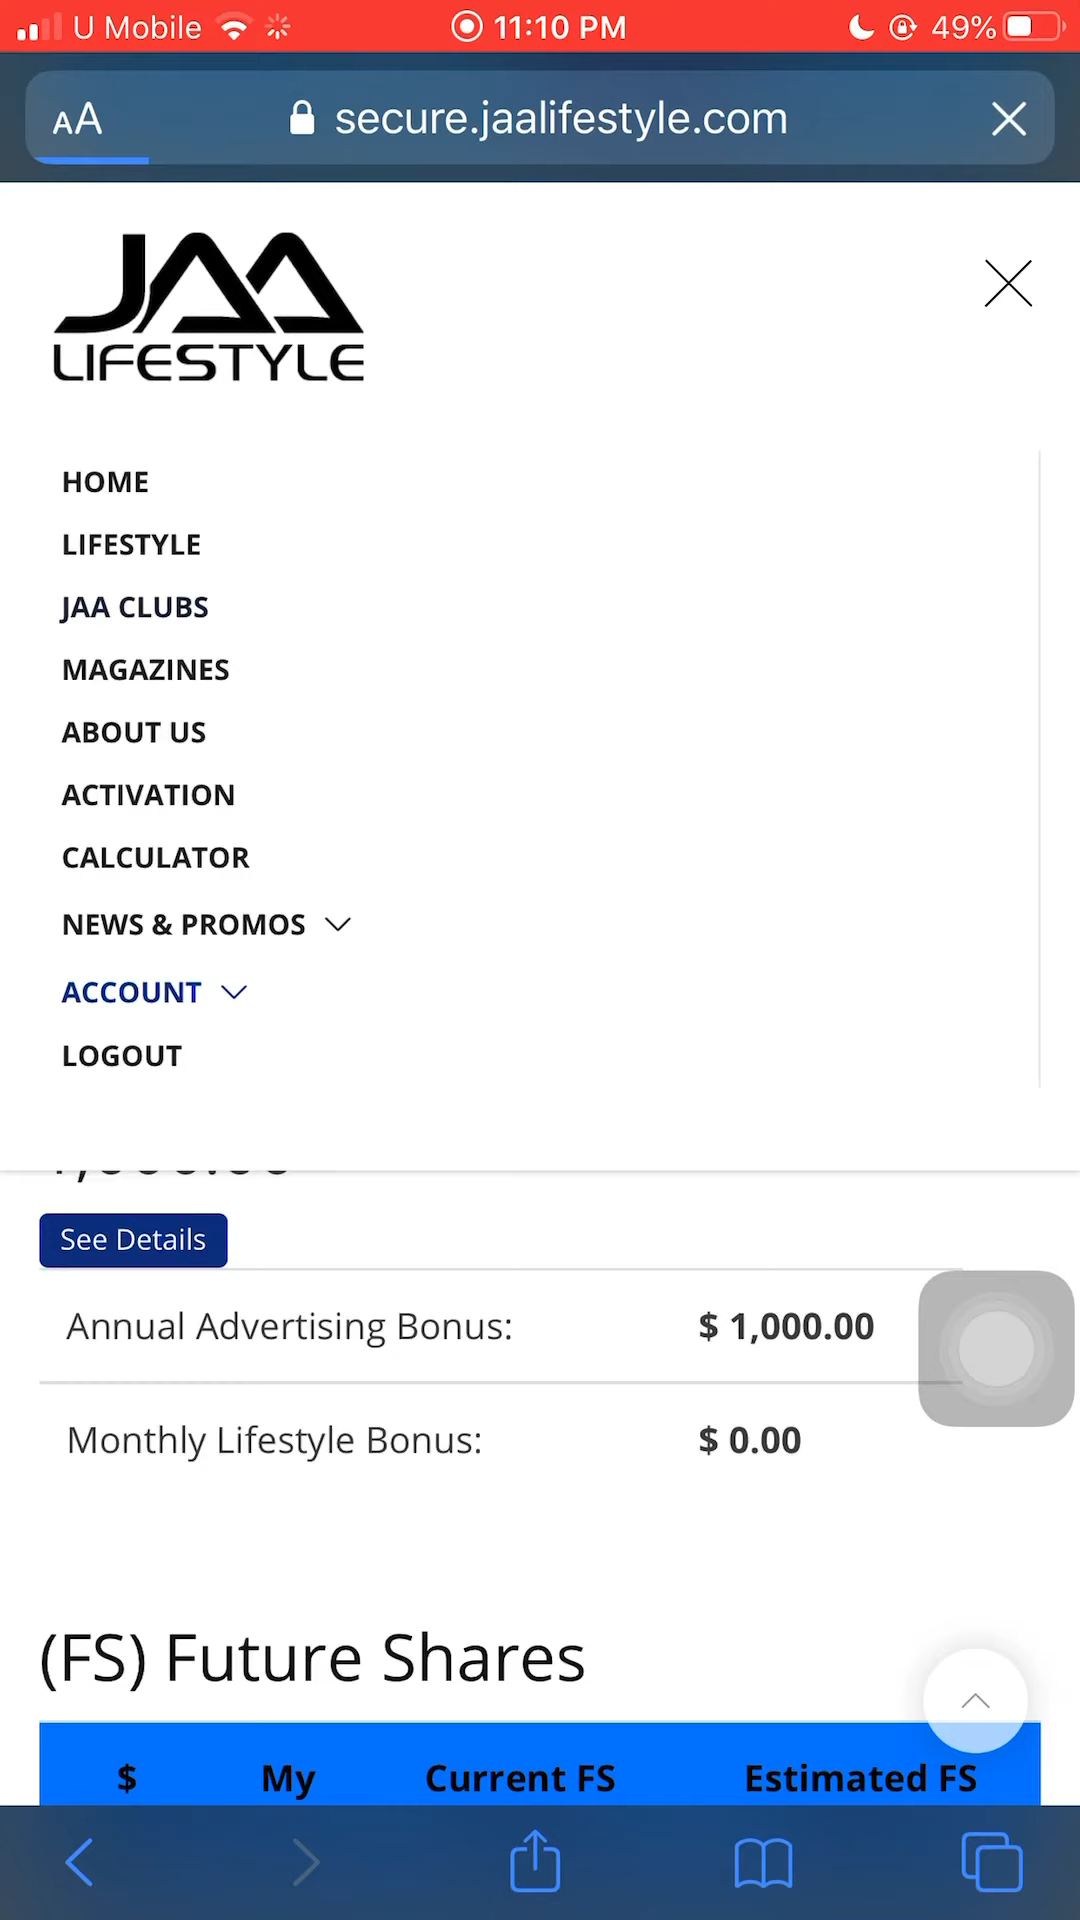 U Mobile 11:10 PM 49%
AA secure.jaalifestyle.com
JAA
LIFESTYLE
HOME
LIFESTYLE
JAA CLUBS
MAGAZINES
ABOUT US
ACTIVATION
CALCULATOR
NEWS & PROMOS
ACCOUNT
LOGOUT
See Details
Annual Advertising Bonus: $ 1,000.00
Monthly Lifestyle Bonus: $ 0.00
(FS) Future Shares
$ My Current FS Estimated FS